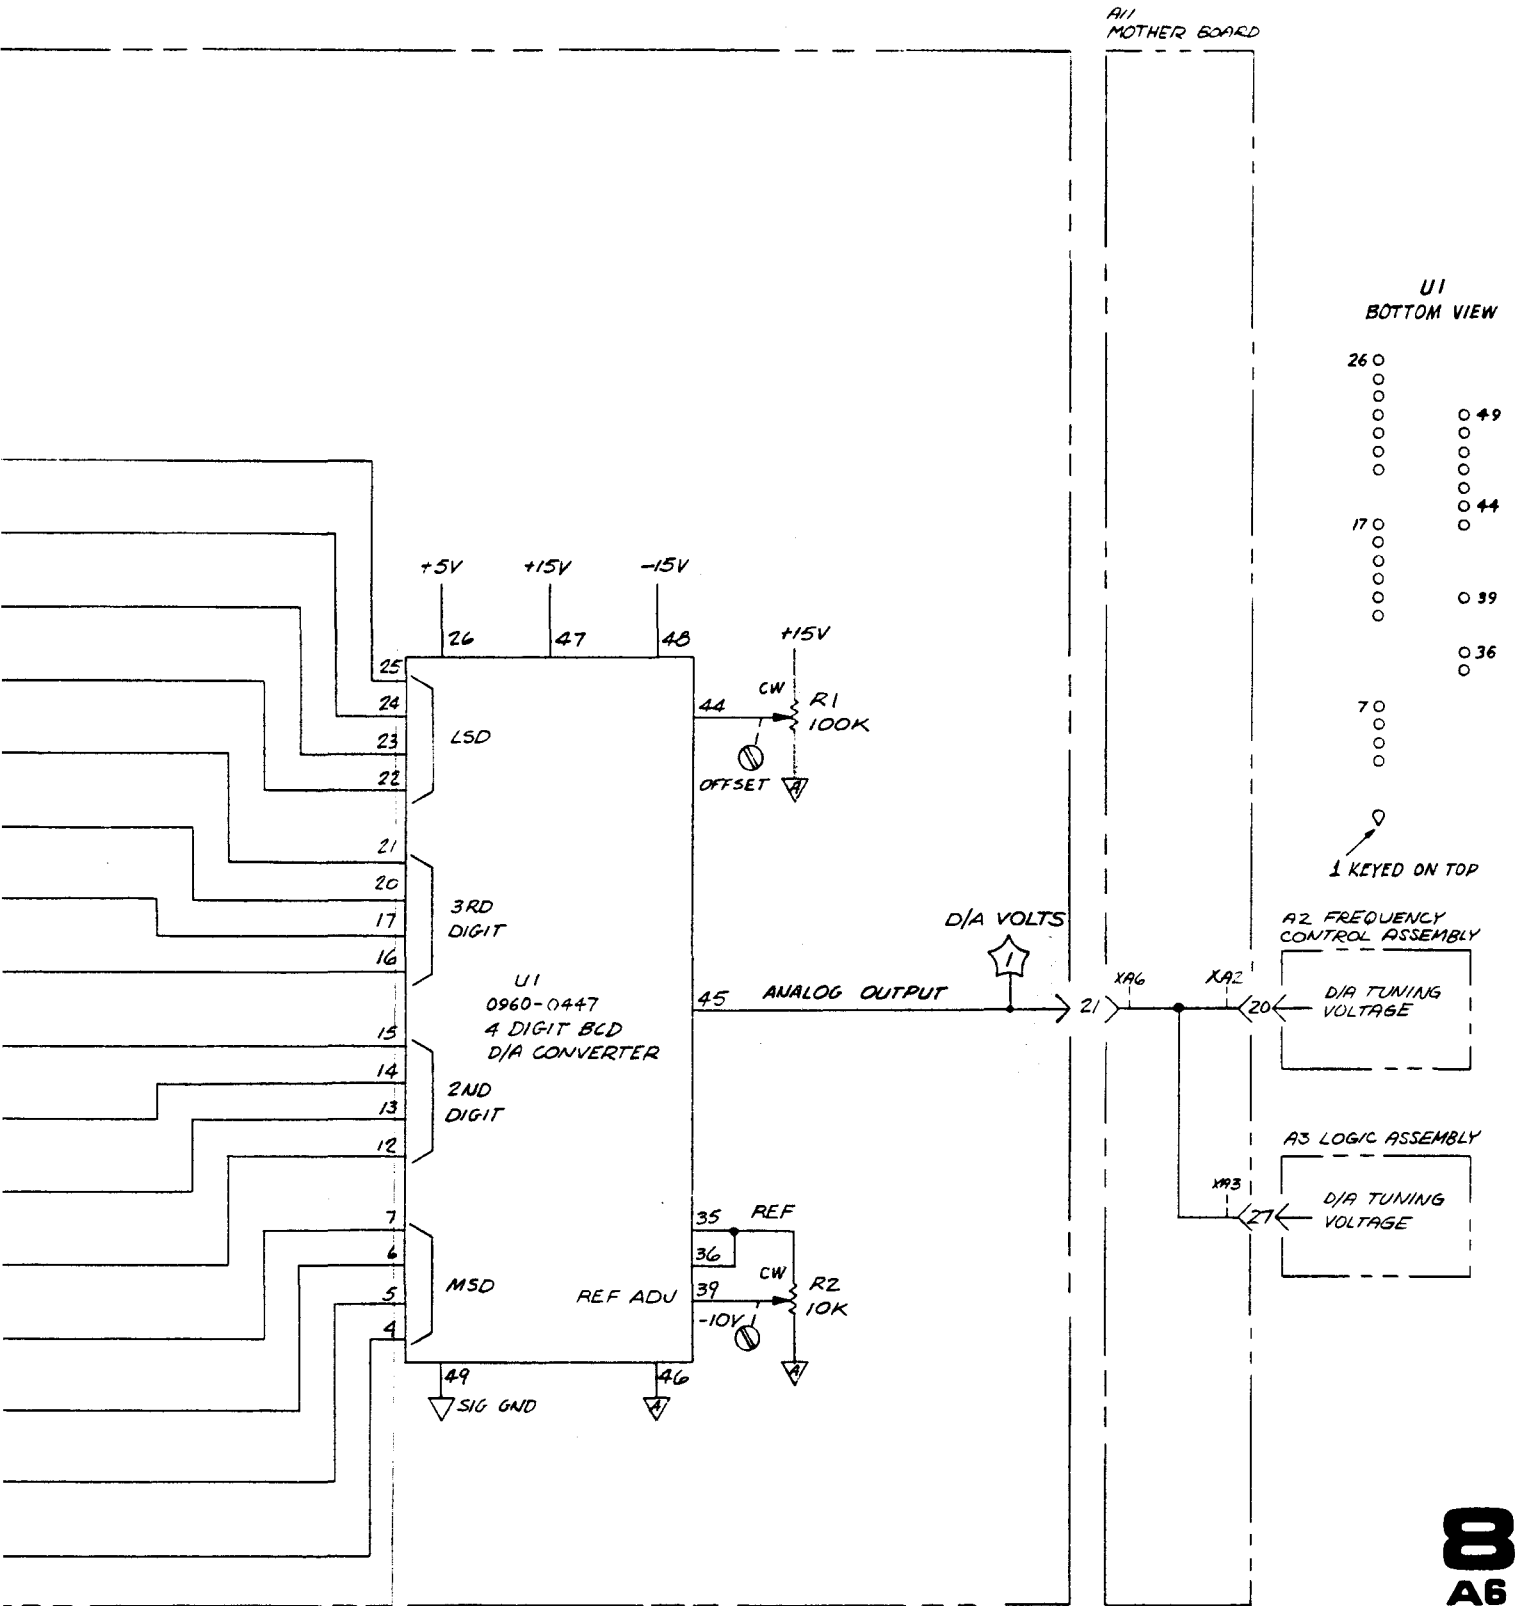 A11
MOTHER BOARD
U1
BOTTOM VIEW
26
49
44
17
39
36
7
1 KEYED ON TOP
+5V
+15V
-15V
26
47
48
+15V
25
24
23
22
LSD
44
CW
R1
100K
OFFSET
A
21
20
17
16
3RD
DIGIT
U1
0960-0447
4 DIGIT BCD
D/A CONVERTER
45
ANALOG OUTPUT
D/A VOLTS
1
21
XA6
XA2
20
A2 FREQUENCY
CONTROL ASSEMBLY
D/A TUNING
VOLTAGE
15
14
13
12
2ND
DIGIT
A3 LOGIC ASSEMBLY
XA3
27
D/A TUNING
VOLTAGE
7
6
5
4
MSD
35
REF
36
REF ADJ
39
CW
-10V
R2
10K
A
49
SIG GND
46
A
8
A6